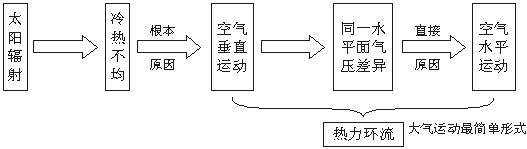 太阳辐射
冷热不均
根本
原因
空气
垂直
运动
同一水
平面气
压差异
直接
原因
空气
水平
运动
热力环流
大气运动最简单形式